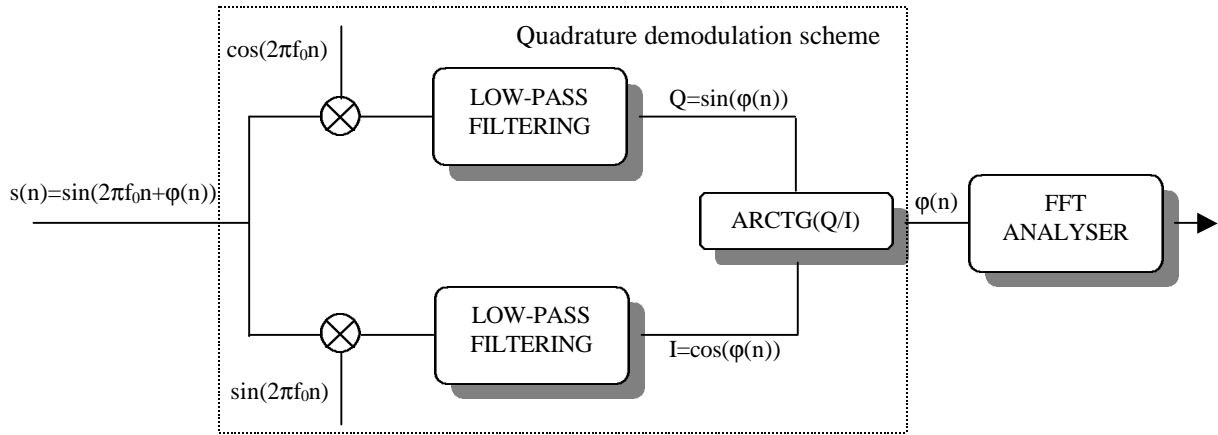 Quadrature demodulation scheme
cos(2πf₀n)
LOW-PASS
FILTERING
Q=sin(φ(n))
s(n)=sin(2πf₀n+φ(n))
ARCTG(Q/I)
φ(n)
FFT
ANALYSER
LOW-PASS
FILTERING
I=cos(φ(n))
sin(2πf₀n)